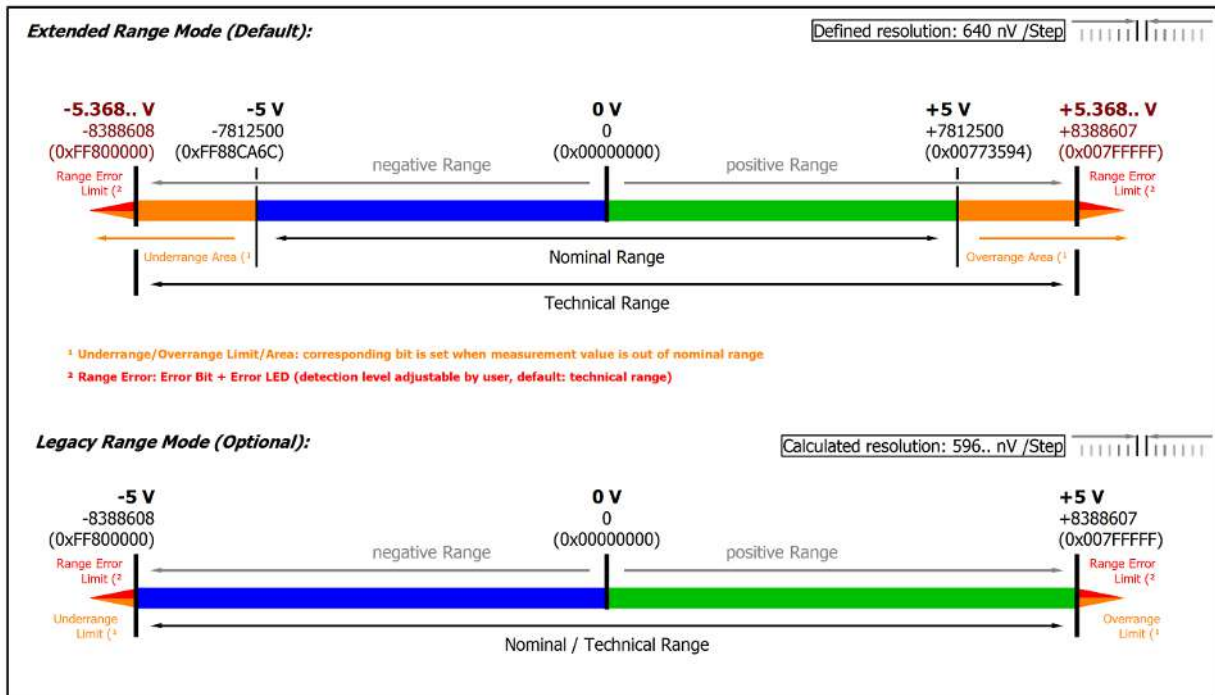 Extended Range Mode (Default):
Defined resolution: 640 nV /Step
-5.368.. V
-5 V
0 V
+5 V
+5.368.. V
-8388608
-7812500
0
+7812500
+8388607
(0xFF800000)
(0xFF88CA6C)
(0x00000000)
(0x00773594)
(0x007FFFFF)
negative Range
positive Range
Range Error
Limit (²
Range Error
Limit (²
Underrange Area (¹
Nominal Range
Overrange Area (¹
Technical Range
¹ Underrange/Overrange Limit/Area: corresponding bit is set when measurement value is out of nominal range
² Range Error: Error Bit + Error LED (detection level adjustable by user, default: technical range)
Legacy Range Mode (Optional):
Calculated resolution: 596.. nV /Step
-5 V
0 V
+5 V
-8388608
0
+8388607
(0xFF800000)
(0x00000000)
(0x007FFFFF)
negative Range
positive Range
Range Error
Limit (²
Range Error
Limit (²
Underrange
Limit (¹
Overrange
Limit (¹
Nominal / Technical Range